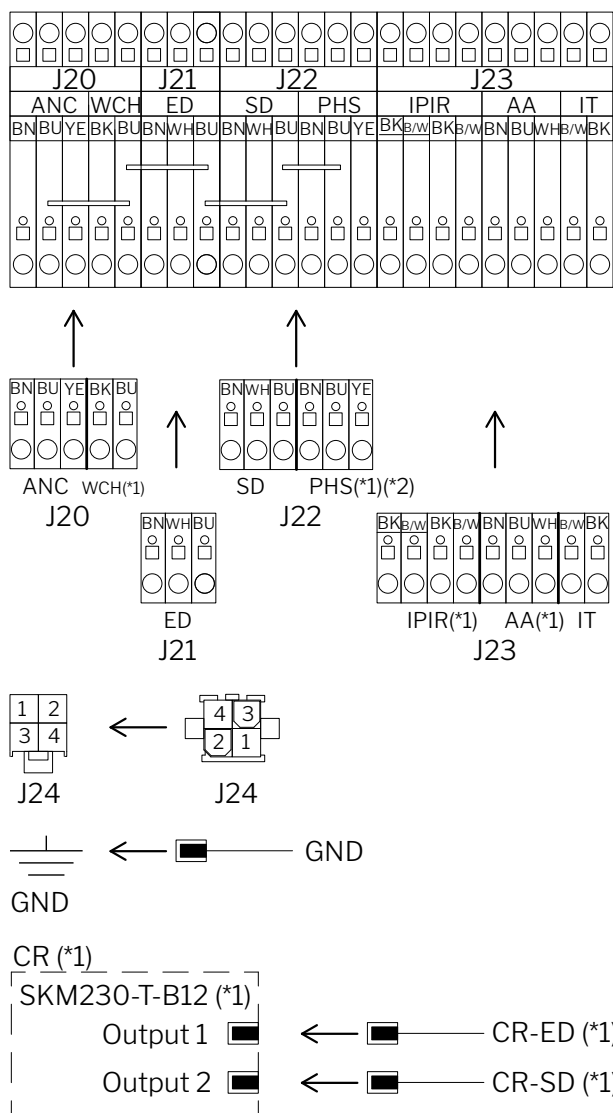 J20 J21 J22 J23
ANC WCH ED SD PHS IPIR AA IT
BN BU YE BK BU BN WH BU BN WH BU BN BU YE BK B/W BK B/W BN BU WH B/W BK
BN BU YE BK BU
ANC WCH(*1)
J20
BN WH BU BN BU YE
SD PHS(*1)(*2)
J22
BN WH BU
ED
J21
BK B/W BK B/W BN BU WH B/W BK
IPIR(*1) AA(*1) IT
J23
1 2
3 4
J24
4 3
2 1
J24
GND
GND
CR (*1)
SKM230-T-B12 (*1)
Output 1 CR-ED (*1)
Output 2 CR-SD (*1)